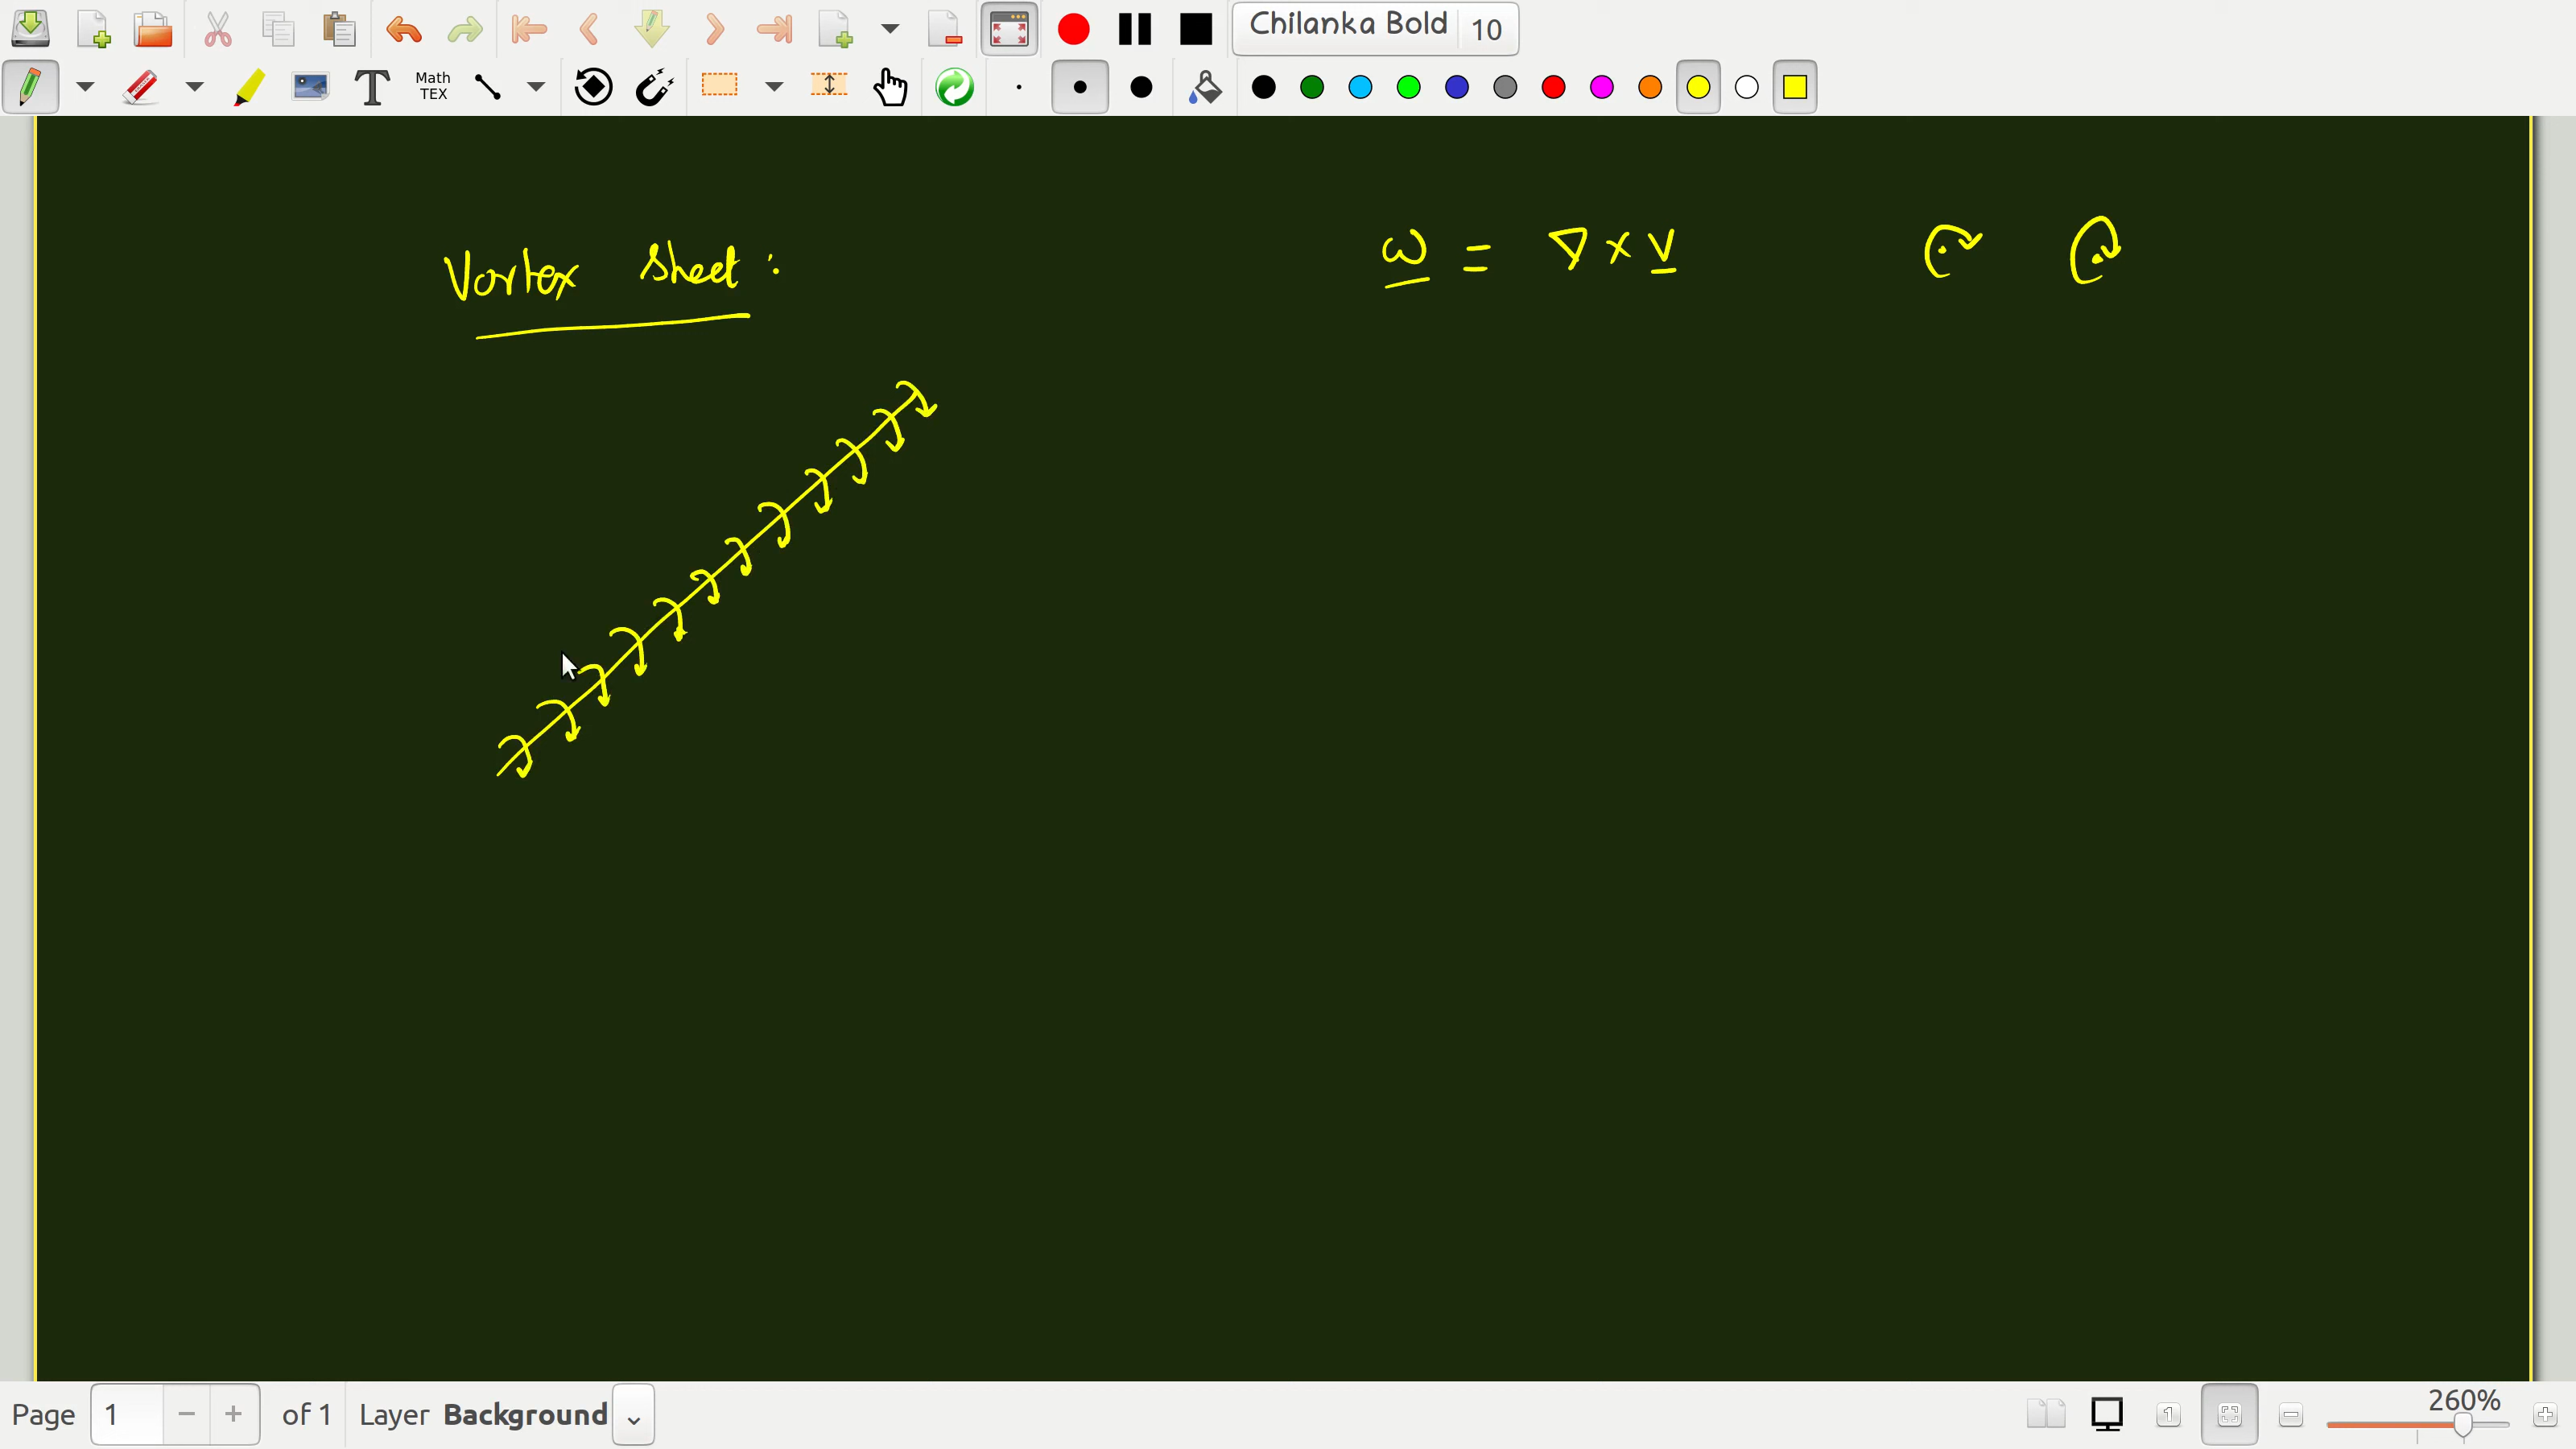 Chilanka Bold 10
Math
TEX
Vortex Sheet :
ω = ∇ × v
Page 1 of 1 Layer Background 260%